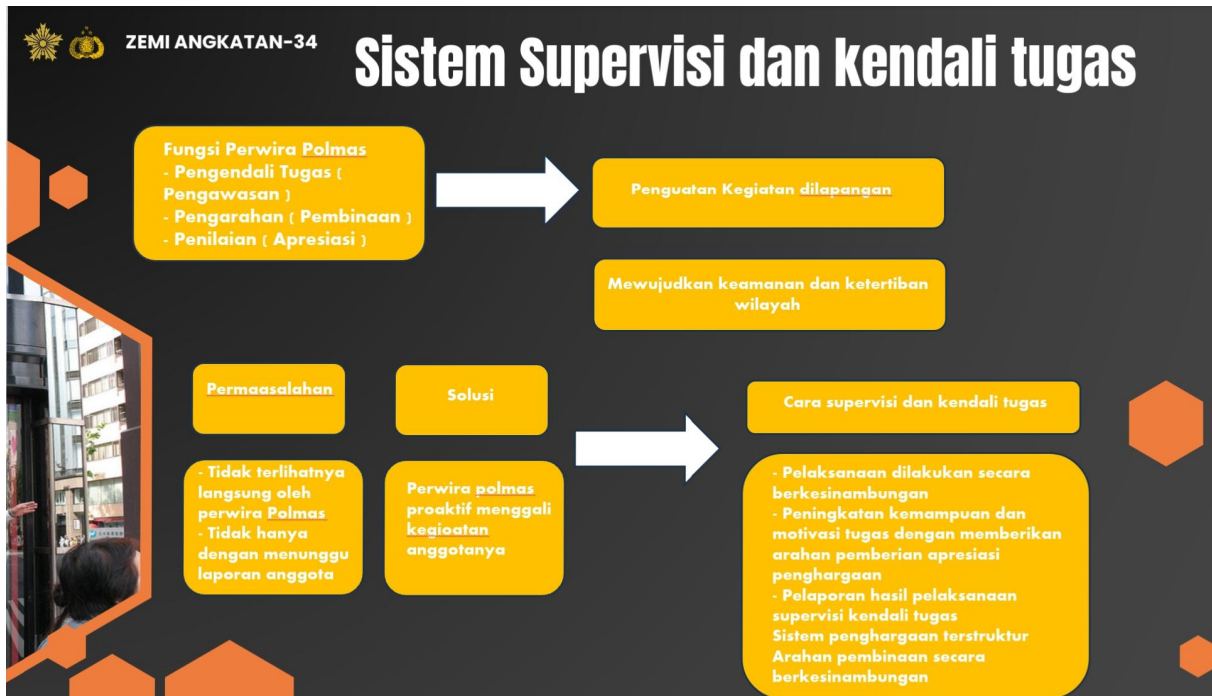 ZEMI ANGKATAN-34
Sistem Supervisi dan kendali tugas
Fungsi Perwira Polmas
- Pengendali Tugas (
Pengawasan )
- Pengarahan ( Pembinaan )
- Penilaian ( Apresiasi )
Penguatan Kegiatan dilapangan
Mewujudkan keamanan dan ketertiban
wilayah
Permaasalahan
Solusi
Cara supervisi dan kendali tugas
- Tidak terlihatnya
langsung oleh
perwira Polmas
- Tidak hanya
dengan menunggu
laporan anggota
Perwira polmas
proaktif menggali
kegioatan
anggotanya
- Pelaksanaan dilakukan secara
berkesinambungan
- Peningkatan kemampuan dan
motivasi tugas dengan memberikan
arahan pemberian apresiasi
penghargaan
- Pelaporan hasil pelaksanaan
supervisi kendali tugas
Sistem penghargaan terstruktur
Arahan pembinaan secara
berkesinambungan